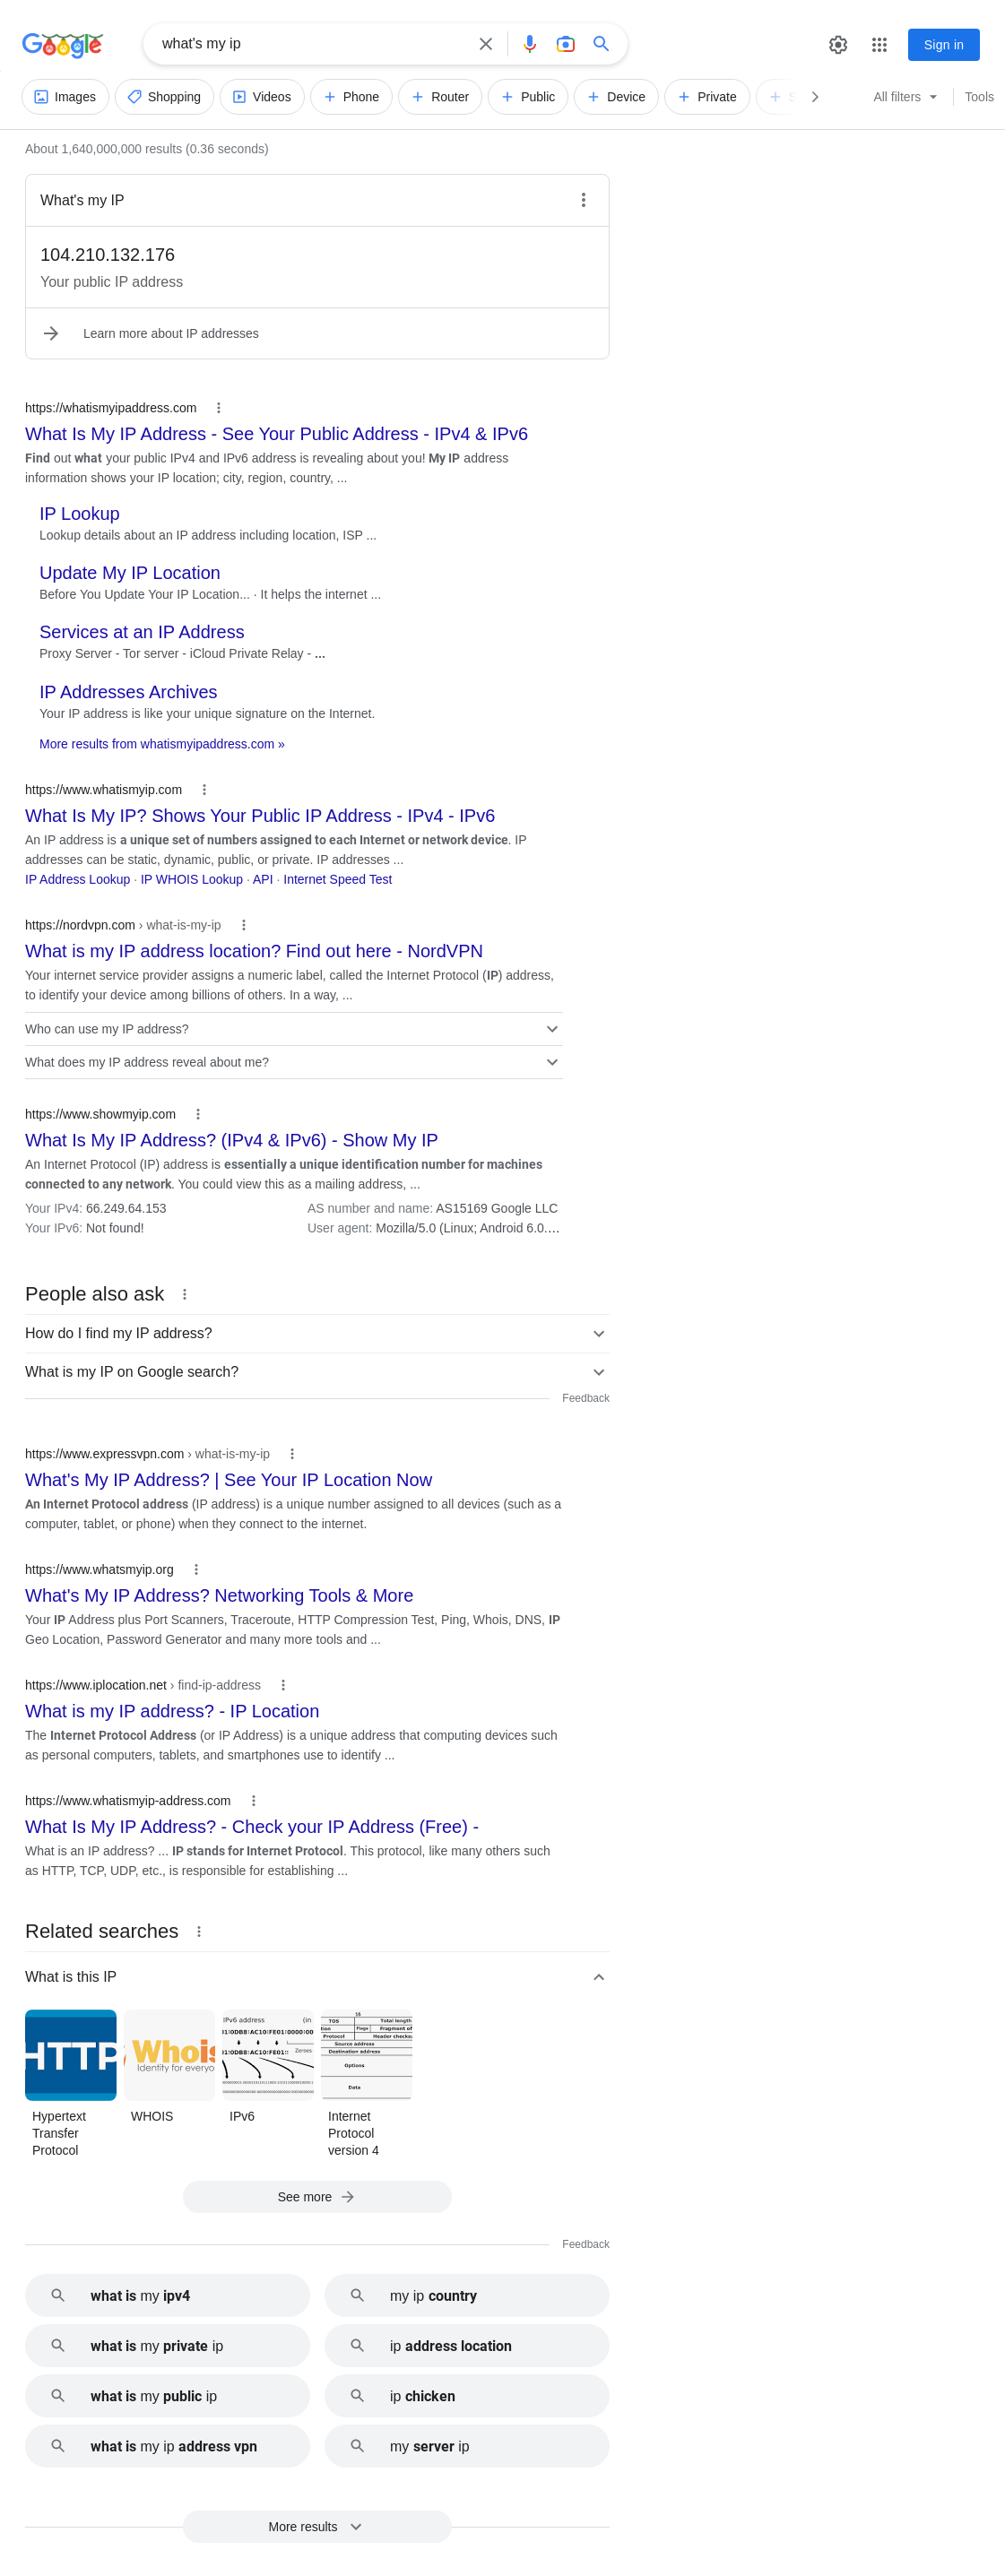 Google
what's my ip
Sign in
Images
Shopping
Videos
Phone
Router
Public
Device
Private
All filters
Tools
About 1,640,000,000 results (0.36 seconds)
What's my IP
104.210.132.176
Your public IP address
Learn more about IP addresses
https://whatismyipaddress.com
What Is My IP Address - See Your Public Address - IPv4 & IPv6
Find out what your public IPv4 and IPv6 address is revealing about you! My IP address
information shows your IP location; city, region, country, ...
IP Lookup
Lookup details about an IP address including location, ISP ...
Update My IP Location
Before You Update Your IP Location... · It helps the internet ...
Services at an IP Address
Proxy Server - Tor server - iCloud Private Relay - ...
IP Addresses Archives
Your IP address is like your unique signature on the Internet.
More results from whatismyipaddress.com »
https://www.whatismyip.com
What Is My IP? Shows Your Public IP Address - IPv4 - IPv6
An IP address is a unique set of numbers assigned to each Internet or network device. IP
addresses can be static, dynamic, public, or private. IP addresses ...
IP Address Lookup · IP WHOIS Lookup · API · Internet Speed Test
https://nordvpn.com › what-is-my-ip
What is my IP address location? Find out here - NordVPN
Your internet service provider assigns a numeric label, called the Internet Protocol (IP) address,
to identify your device among billions of others. In a way, ...
Who can use my IP address?
What does my IP address reveal about me?
https://www.showmyip.com
What Is My IP Address? (IPv4 & IPv6) - Show My IP
An Internet Protocol (IP) address is essentially a unique identification number for machines
connected to any network. You could view this as a mailing address, ...
Your IPv4: 66.249.64.153
AS number and name: AS15169 Google LLC
Your IPv6: Not found!
User agent: Mozilla/5.0 (Linux; Android 6.0....
People also ask
How do I find my IP address?
What is my IP on Google search?
Feedback
https://www.expressvpn.com › what-is-my-ip
What's My IP Address? | See Your IP Location Now
An Internet Protocol address (IP address) is a unique number assigned to all devices (such as a
computer, tablet, or phone) when they connect to the internet.
https://www.whatsmyip.org
What's My IP Address? Networking Tools & More
Your IP Address plus Port Scanners, Traceroute, HTTP Compression Test, Ping, Whois, DNS, IP
Geo Location, Password Generator and many more tools and ...
https://www.iplocation.net › find-ip-address
What is my IP address? - IP Location
The Internet Protocol Address (or IP Address) is a unique address that computing devices such
as personal computers, tablets, and smartphones use to identify ...
https://www.whatismyip-address.com
What Is My IP Address? - Check your IP Address (Free) -
What is an IP address? ... IP stands for Internet Protocol. This protocol, like many others such
as HTTP, TCP, UDP, etc., is responsible for establishing ...
Related searches
What is this IP
HTTP
Whois
Identity for everyo
IPv6 address (in
Zeroes
16
TOS Total length
Flags Fragment of
Protocol Header checks
Source address
Destination address
Options
Data
Hypertext
Transfer
Protocol
WHOIS
IPv6
Internet
Protocol
version 4
See more
Feedback
what is my ipv4
my ip country
what is my private ip
ip address location
what is my public ip
ip chicken
what is my ip address vpn
my server ip
More results